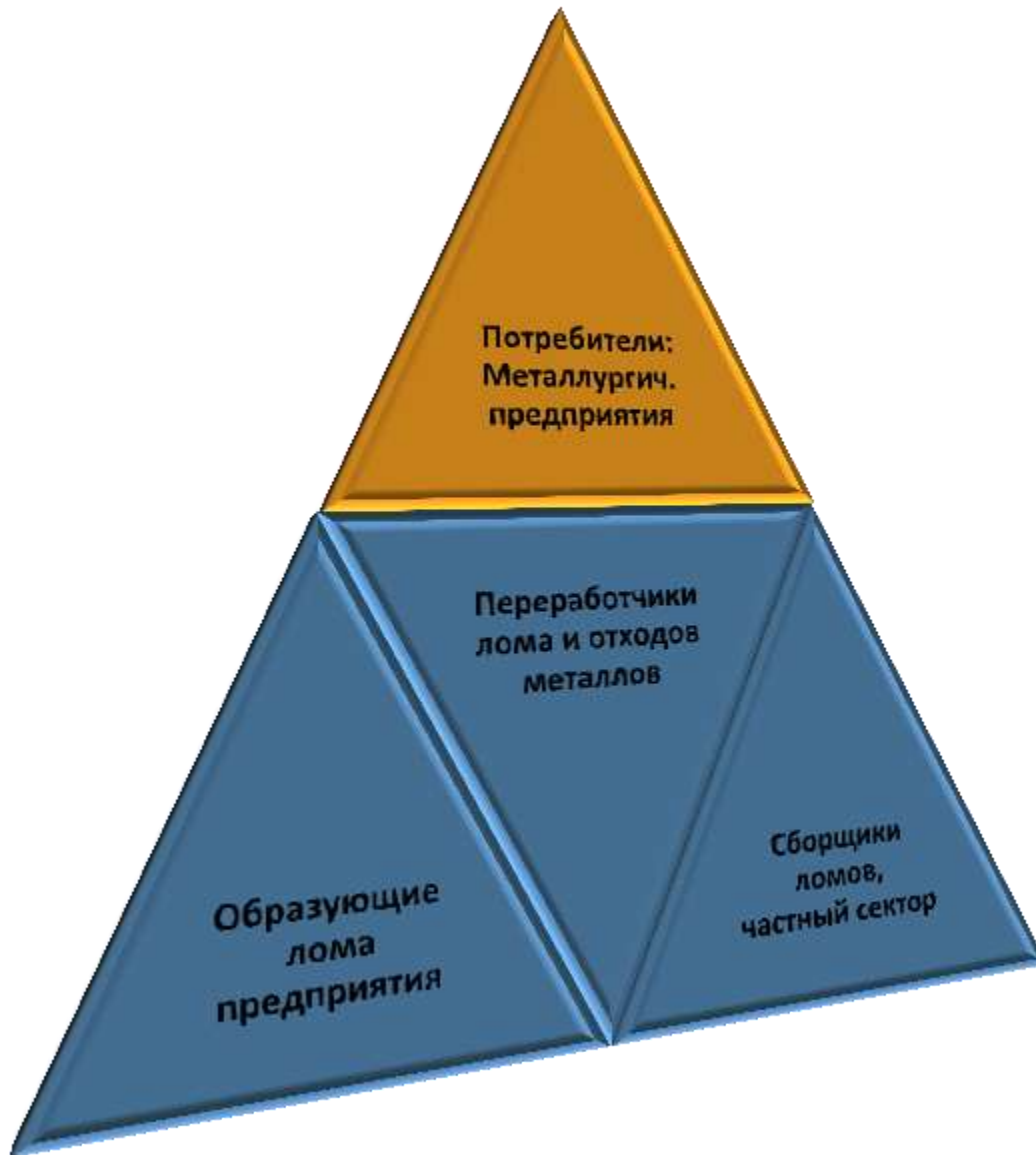 Потребители:
Металлургич.
предприятия
Переработчики
лома и отходов
металлов
Образующие
лома
предприятия
Сборщики
ломов,
частный сектор